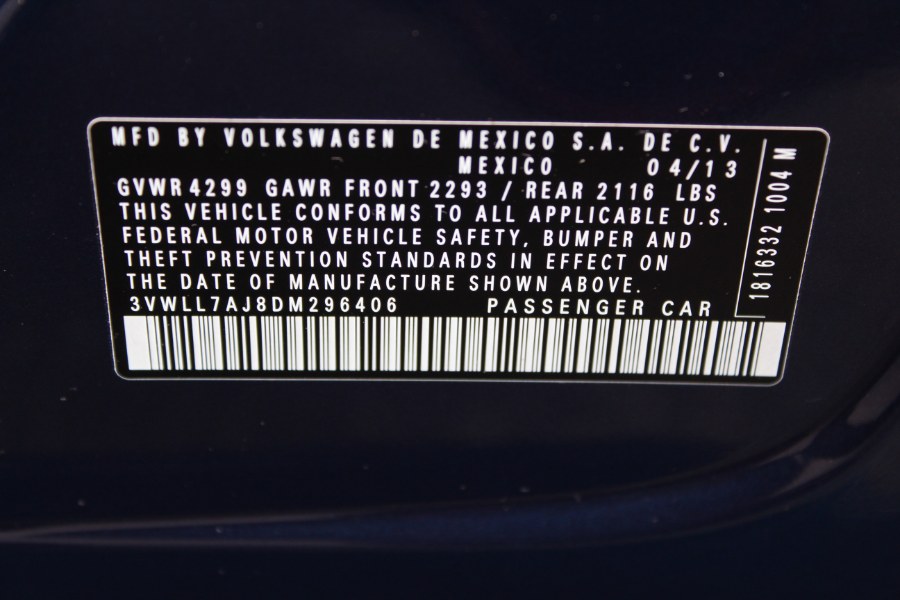 MFD BY VOLKSWAGEN DE MEXICO S.A. DE C.V.
MEXICO 04/13
GVWR 4299 GAWR FRONT 2293 / REAR 2116 LBS
THIS VEHICLE CONFORMS TO ALL APPLICABLE U.S.
FEDERAL MOTOR VEHICLE SAFETY, BUMPER AND
THEFT PREVENTION STANDARDS IN EFFECT ON
THE DATE OF MANUFACTURE SHOWN ABOVE.
3VWLL7AJ8DM296406 PASSENGER CAR
1816332 1004 M